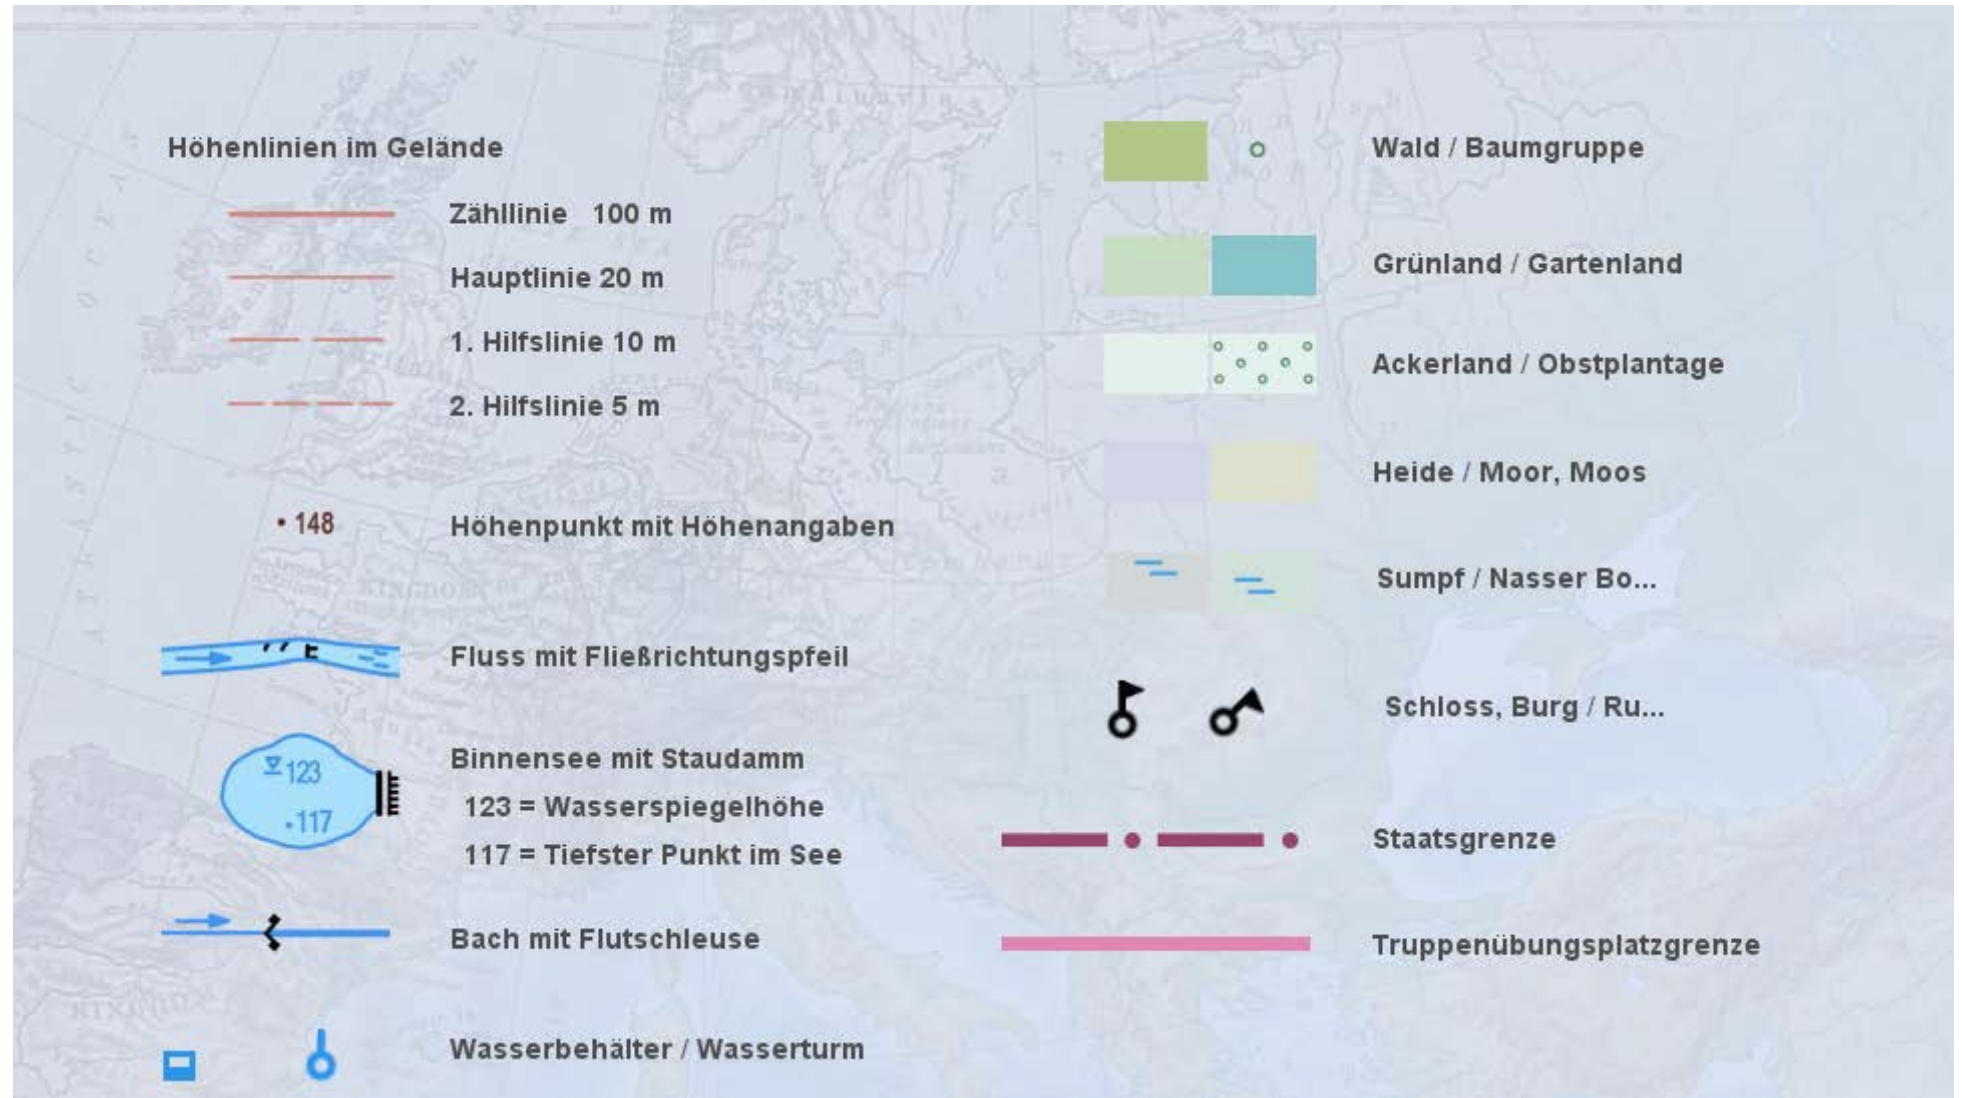 Höhenlinien im Gelände
Zähllinie 100 m
Hauptlinie 20 m
1. Hilfslinie 10 m
2. Hilfslinie 5 m
• 148
Höhenpunkt mit Höhenangaben
Fluss mit Fließrichtungspfeil
123
·117
Binnensee mit Staudamm
123 = Wasserspiegelhöhe
117 = Tiefster Punkt im See
Bach mit Flutschleuse
Wasserbehälter / Wasserturm
Wald / Baumgruppe
Grünland / Gartenland
Ackerland / Obstplantage
Heide / Moor, Moos
Sumpf / Nasser Bo...
Schloss, Burg / Ru...
Staatsgrenze
Truppenübungsplatzgrenze